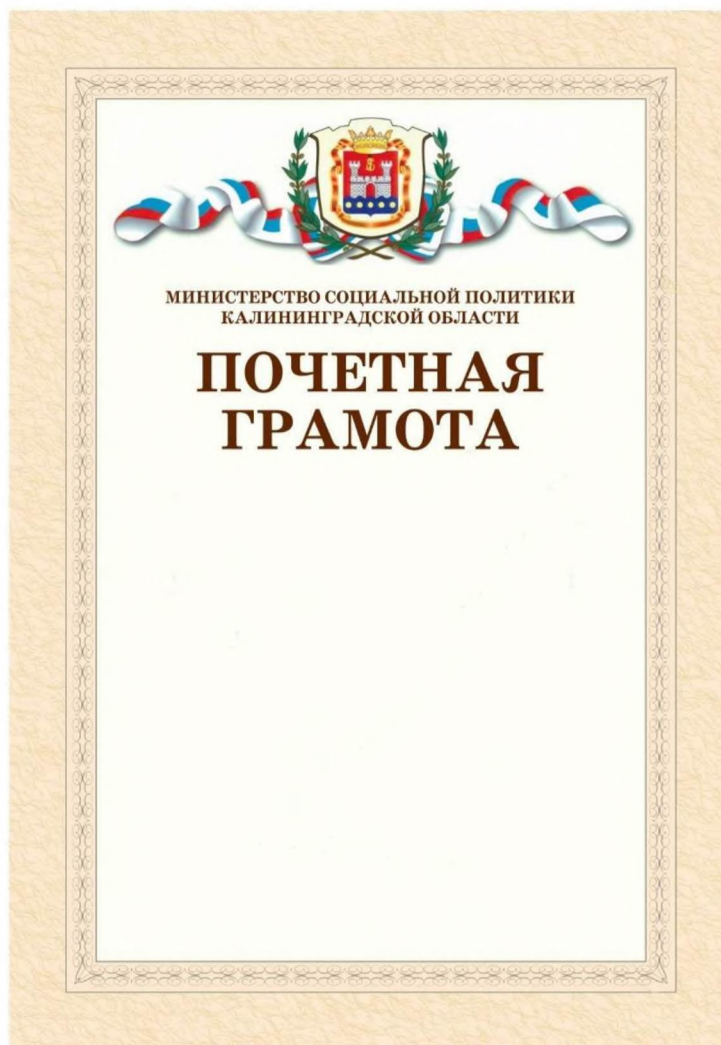 МИНИСТЕРСТВО СОЦИАЛЬНОЙ ПОЛИТИКИ
КАЛИНИНГРАДСКОЙ ОБЛАСТИ
ПОЧЕТНАЯ
ГРАМОТА